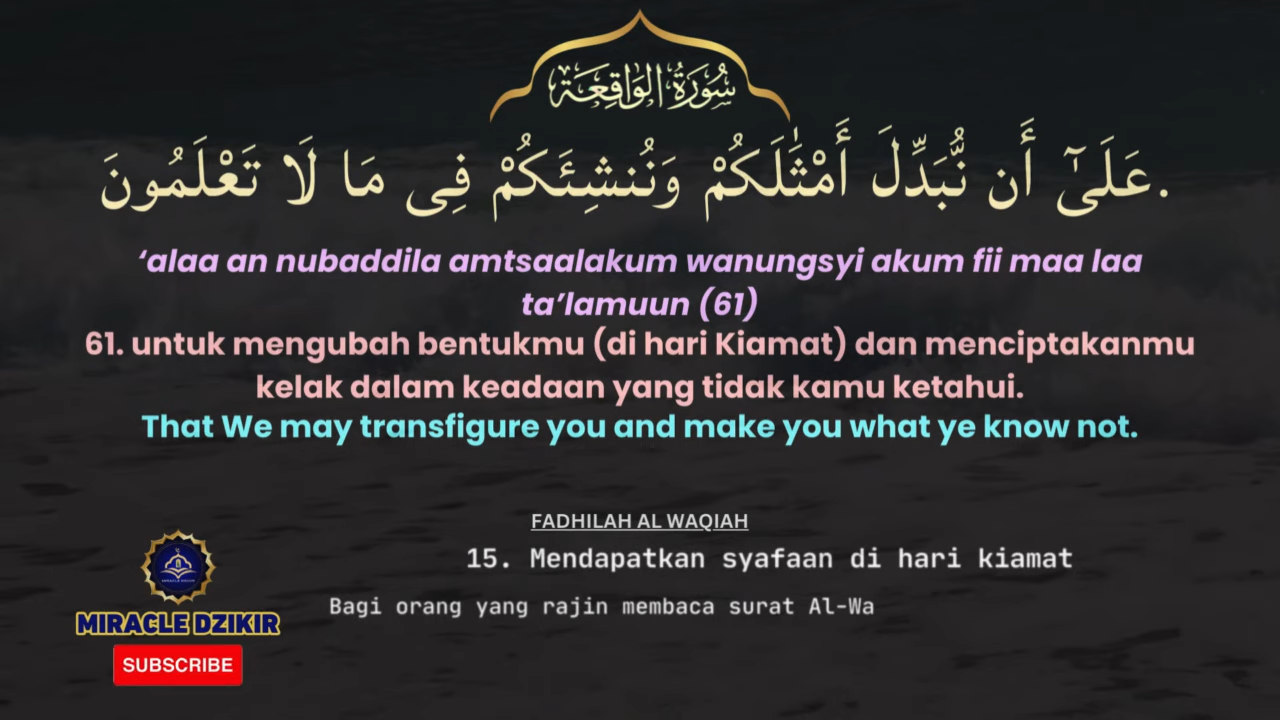 سُورَةُ الوَاقِعَة
عَلَىٰٓ أَن نُّبَدِّلَ أَمْثَٰلَكُمْ وَنُنشِئَكُمْ فِى مَا لَا تَعْلَمُونَ.
‘alaa an nubaddila amtsaalakum wanungsyi akum fii maa laa
ta’lamuun (61)
61. untuk mengubah bentukmu (di hari Kiamat) dan menciptakanmu
kelak dalam keadaan yang tidak kamu ketahui.
That We may transfigure you and make you what ye know not.
FADHILAH AL WAQIAH
15. Mendapatkan syafaan di hari kiamat
Bagi orang yang rajin membaca surat Al-Wa
MIRACLE DZIKIR
MIRACLE DZIKIR
SUBSCRIBE